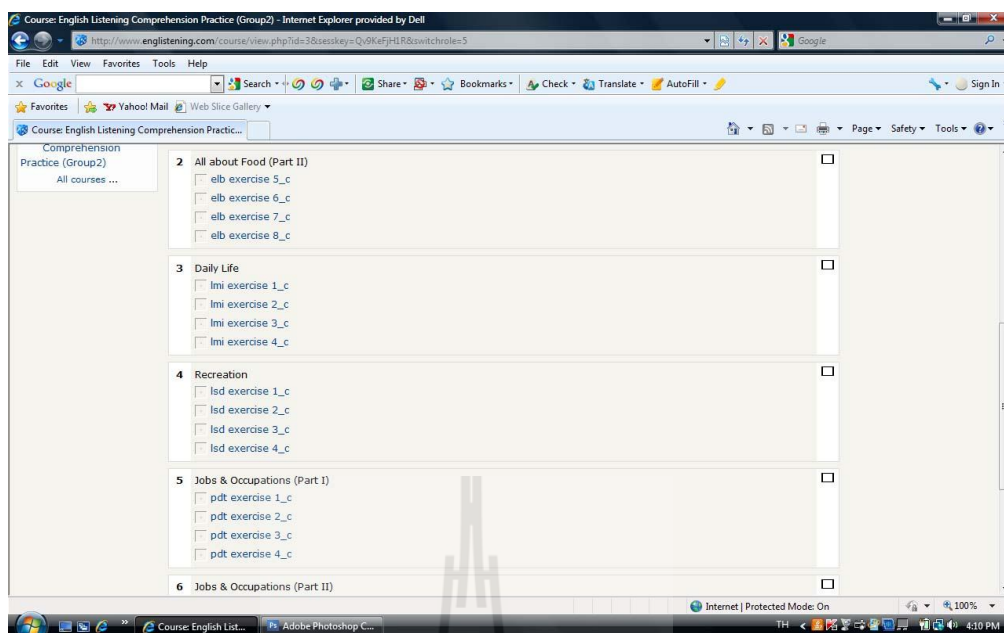 Course: English Listening Comprehension Practice (Group2) - Internet Explorer provided by Dell
http://www.englistening.com/course/view.php?id=3&sesskey=Qv9KeFjH1R&switchrole=5
Google
File Edit View Favorites Tools Help
x Google Search Share Bookmarks Check Translate AutoFill Sign In
Favorites Yahoo! Mail Web Slice Gallery
Course: English Listening Comprehension Practic... Page Safety Tools
Comprehension
Practice (Group2)
All courses ...
2 All about Food (Part II)
elb exercise 5_c
elb exercise 6_c
elb exercise 7_c
elb exercise 8_c
3 Daily Life
lmi exercise 1_c
lmi exercise 2_c
lmi exercise 3_c
lmi exercise 4_c
4 Recreation
lsd exercise 1_c
lsd exercise 2_c
lsd exercise 3_c
lsd exercise 4_c
5 Jobs & Occupations (Part I)
pdt exercise 1_c
pdt exercise 2_c
pdt exercise 3_c
pdt exercise 4_c
6 Jobs & Occupations (Part II)
Internet | Protected Mode: On 100%
Course: English List... Ps Adobe Photoshop C... TH 4:10 PM